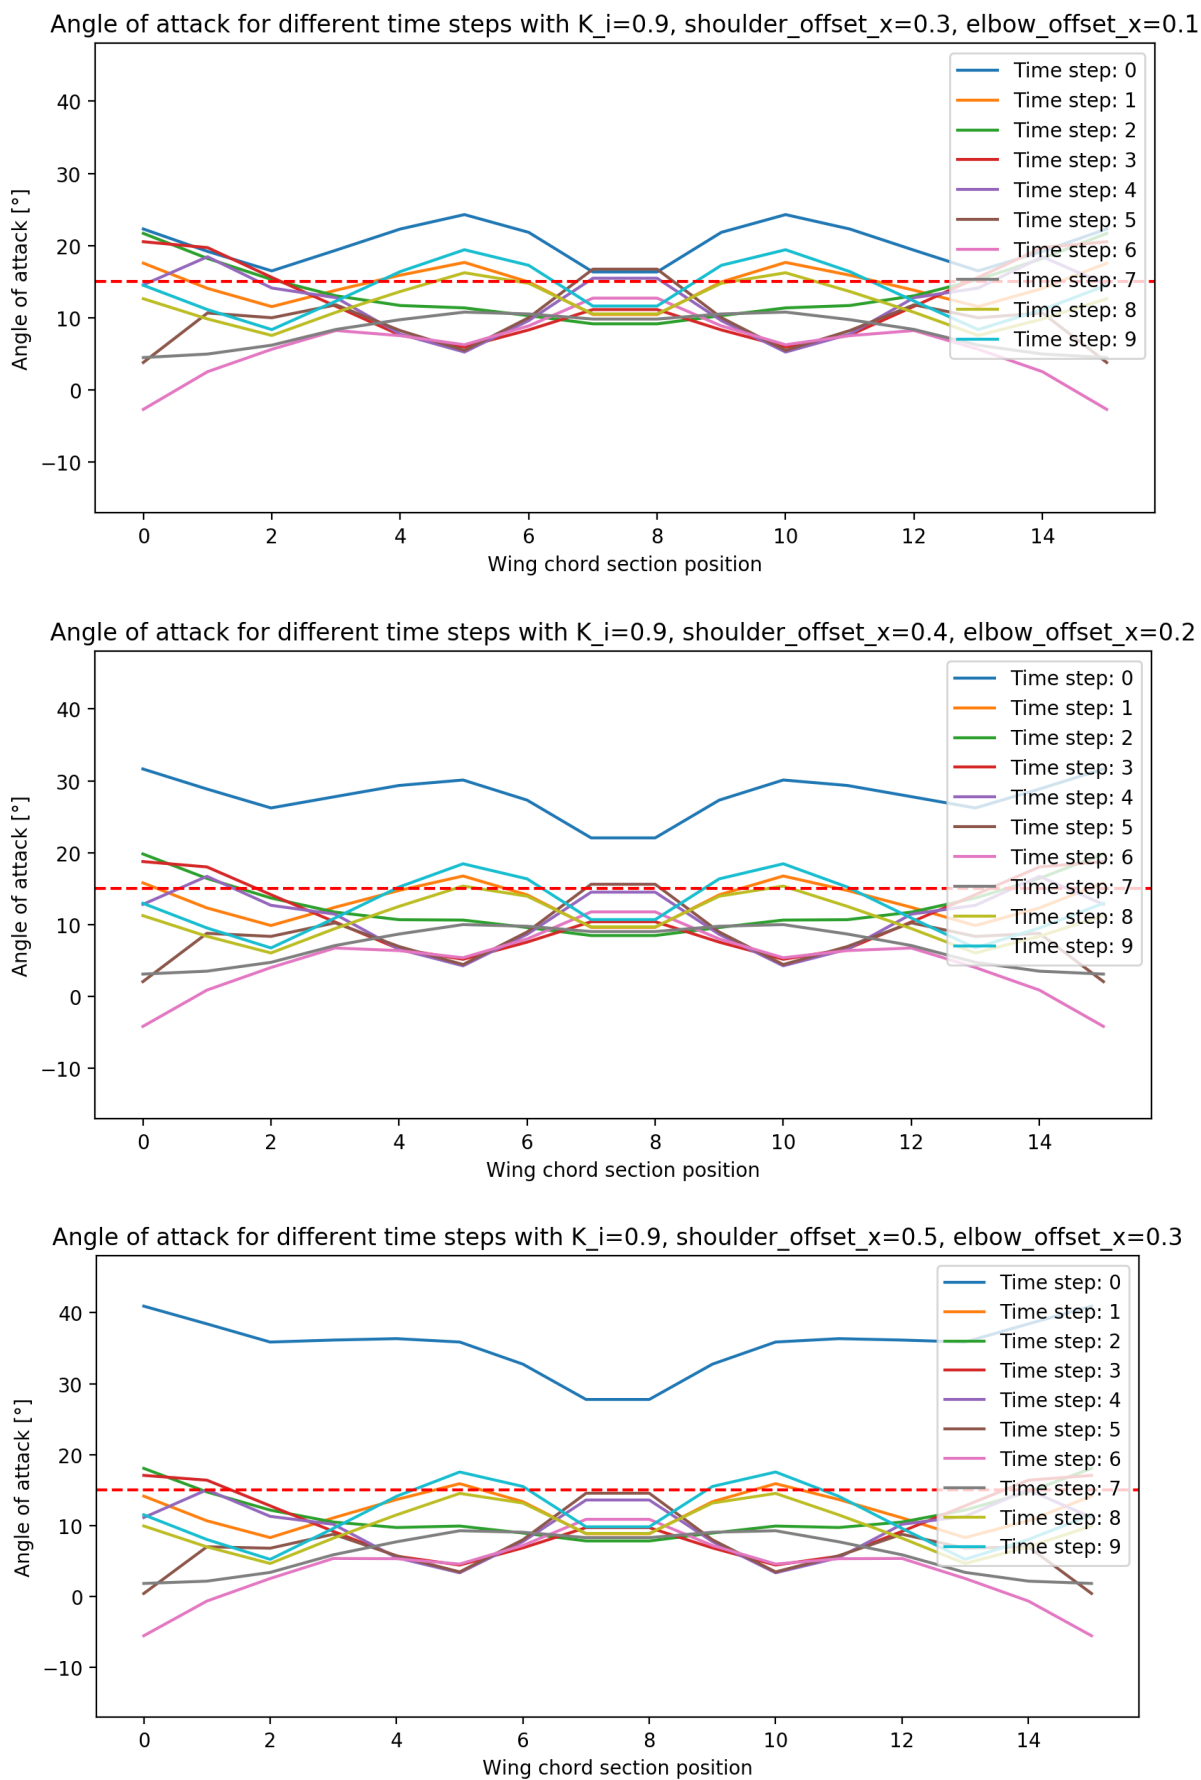 Angle of attack for different time steps with K_i=0.9, shoulder_offset_x=0.3, elbow_offset_x=0.1
Angle of attack [°]
40
30
20
10
0
−10
0 2 4 6 8 10 12 14
Wing chord section position
Time step: 0
Time step: 1
Time step: 2
Time step: 3
Time step: 4
Time step: 5
Time step: 6
Time step: 7
Time step: 8
Time step: 9
Angle of attack for different time steps with K_i=0.9, shoulder_offset_x=0.4, elbow_offset_x=0.2
Angle of attack [°]
40
30
20
10
0
−10
0 2 4 6 8 10 12 14
Wing chord section position
Time step: 0
Time step: 1
Time step: 2
Time step: 3
Time step: 4
Time step: 5
Time step: 6
Time step: 7
Time step: 8
Time step: 9
Angle of attack for different time steps with K_i=0.9, shoulder_offset_x=0.5, elbow_offset_x=0.3
Angle of attack [°]
40
30
20
10
0
−10
0 2 4 6 8 10 12 14
Wing chord section position
Time step: 0
Time step: 1
Time step: 2
Time step: 3
Time step: 4
Time step: 5
Time step: 6
Time step: 7
Time step: 8
Time step: 9